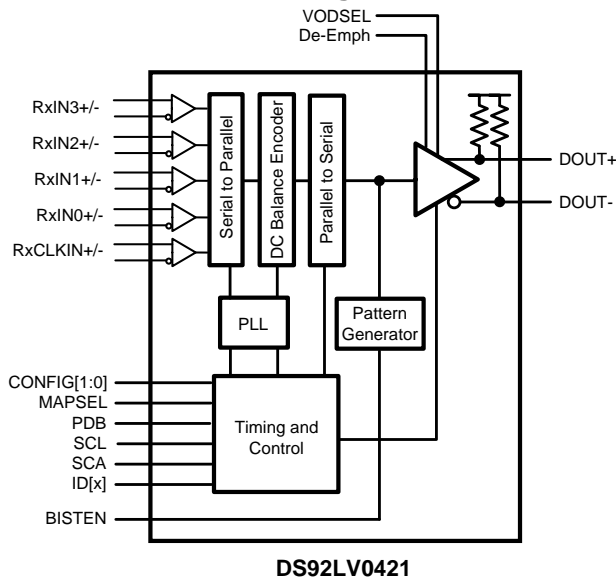 VODSEL
De-Emph
RxIN3+/-
RxIN2+/-
RxIN1+/-
RxIN0+/-
RxCLKIN+/-
Serial to Parallel
DC Balance Encoder
Parallel to Serial
DOUT+
DOUT-
PLL
Pattern
Generator
CONFIG[1:0]
MAPSEL
PDB
SCL
SCA
ID[x]
BISTEN
Timing and
Control
DS92LV0421